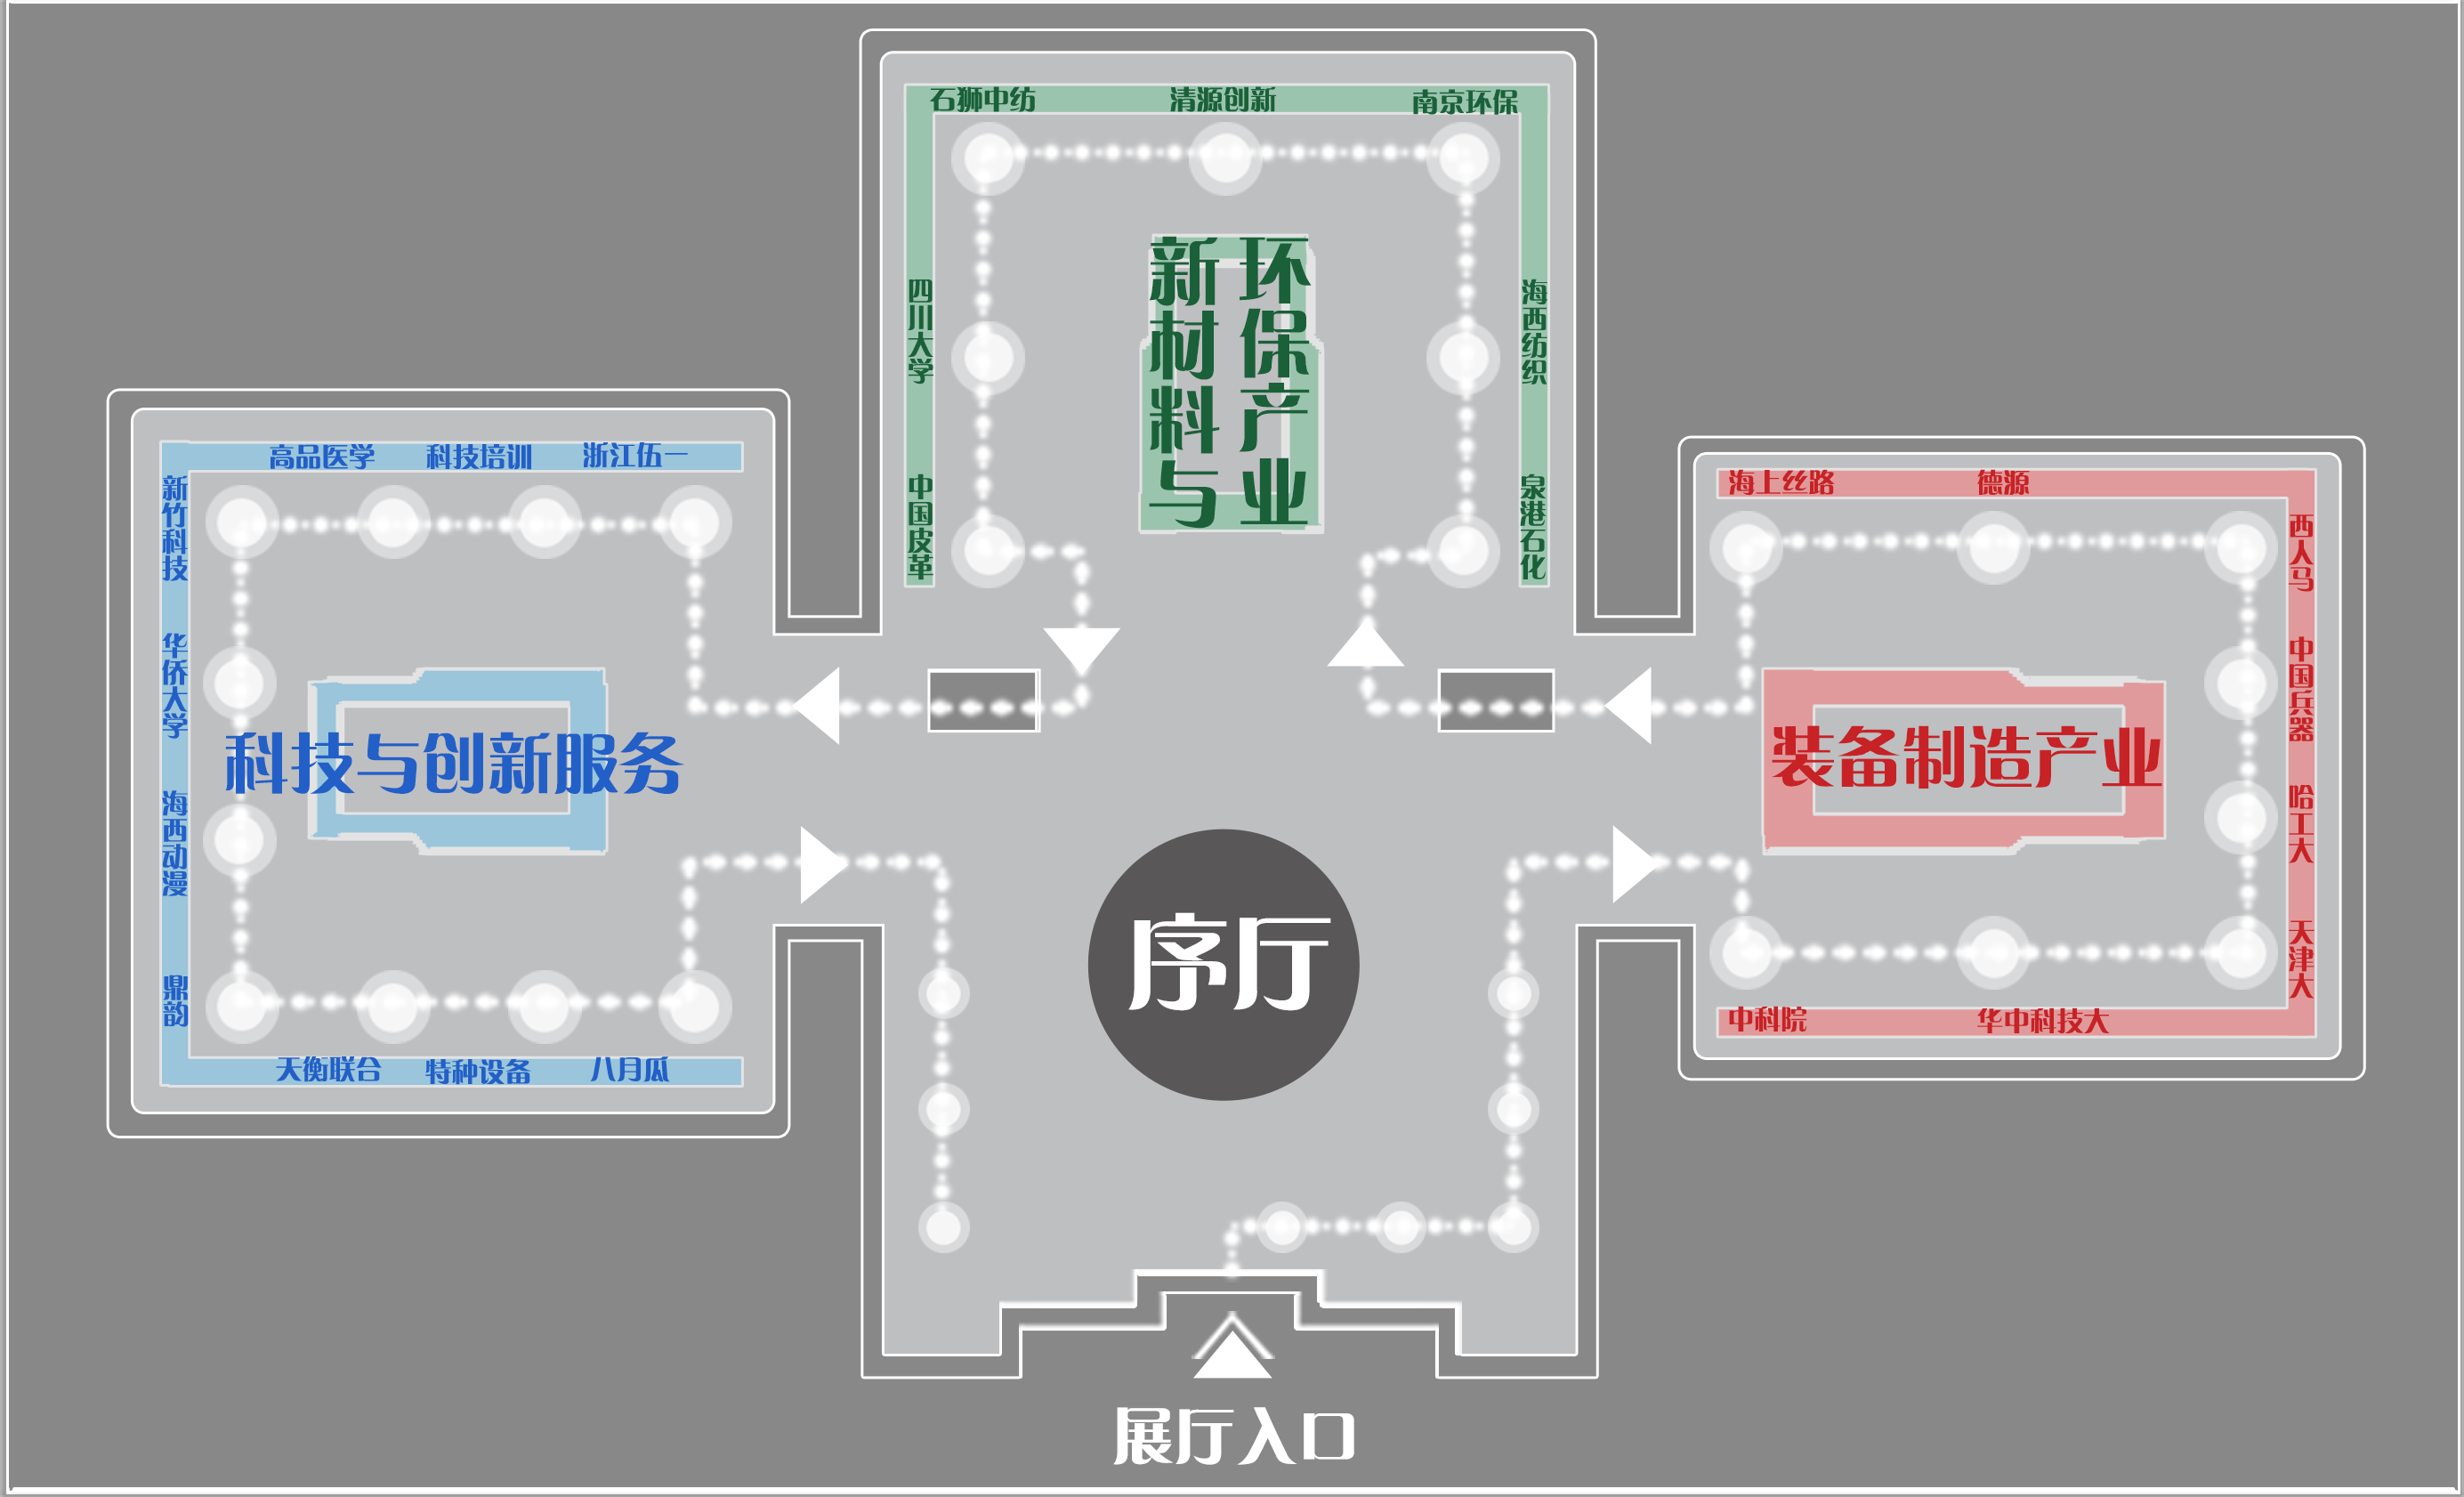 石狮中纺
清源创新
南京环保
四川大学
中国皮革
新材料与
环保产业
海西纺织
泉港石化
高品医学
科技培训
浙江伍一
新竹科技
华侨大学
海西动漫
鼎韵
科技与创新服务
天衡联合
特种设备
八月瓜
海上丝路
德源
西人马
中国兵器
哈工大
天津大
装备制造产业
中科院
华中科技大
序厅
展厅入口